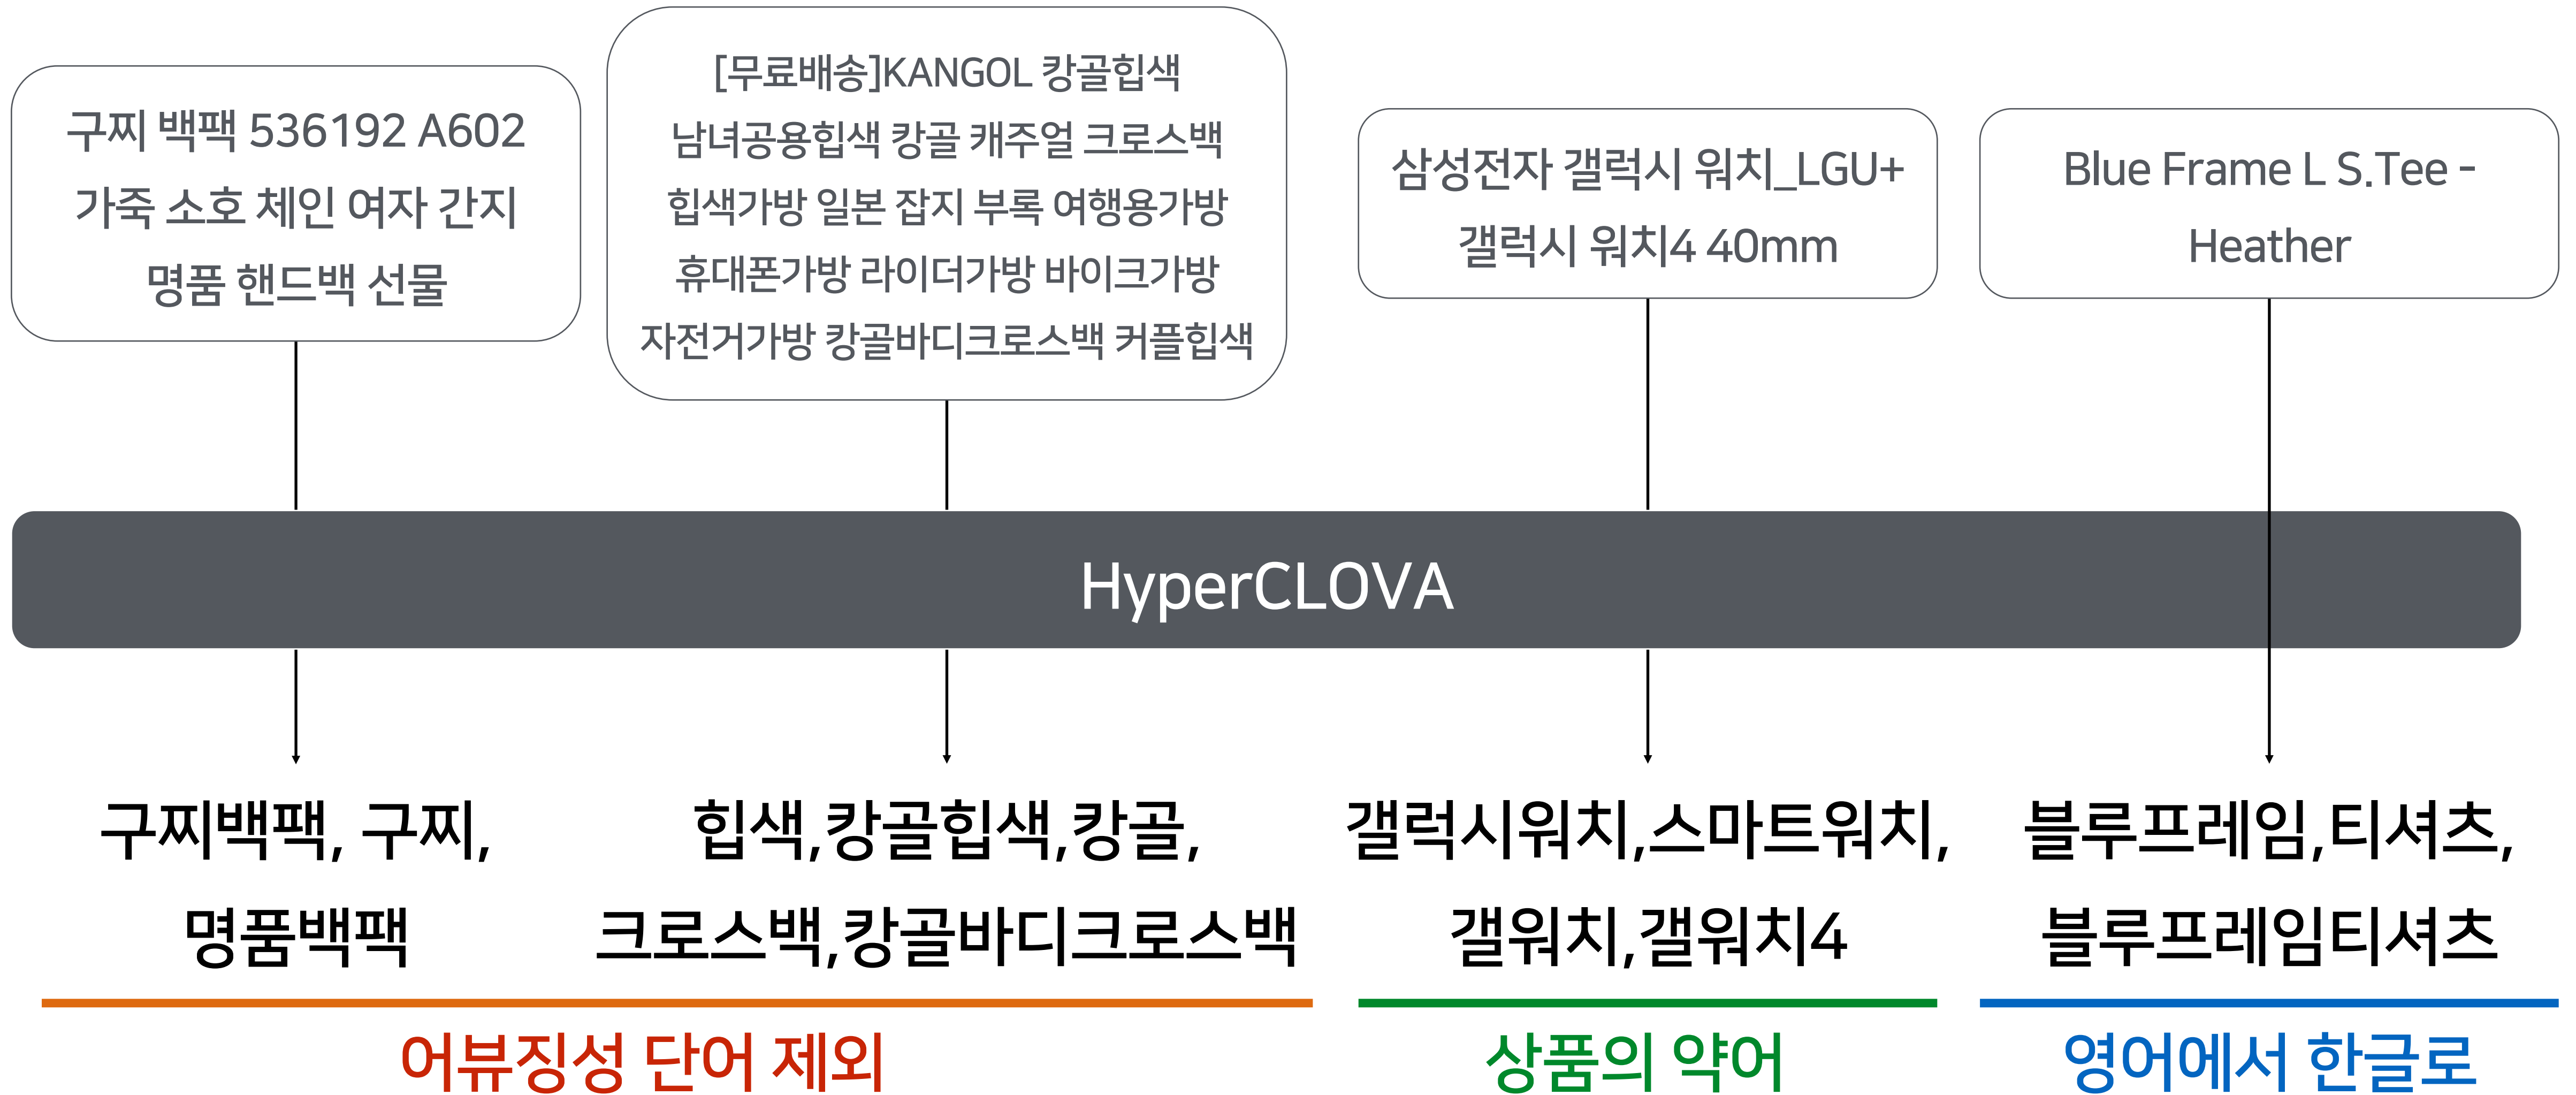 구찌 백팩 536192 A602
가죽 소호 체인 여자 간지
명품 핸드백 선물
[무료배송]KANGOL 캉골힙색
남녀공용힙색 캉골 캐주얼 크로스백
힙색가방 일본 잡지 부록 여행용가방
휴대폰가방 라이더가방 바이크가방
자전거가방 캉골바디크로스백 커플힙색
삼성전자 갤럭시 워치_LGU+
갤럭시 워치4 40mm
Blue Frame L S.Tee -
Heather
HyperCLOVA
구찌백팩, 구찌,
명품백팩
힙색,캉골힙색,캉골,
크로스백,캉골바디크로스백
갤럭시워치,스마트워치,
갤워치,갤워치4
블루프레임,티셔츠,
블루프레임티셔츠
어뷰징성 단어 제외
상품의 약어
영어에서 한글로